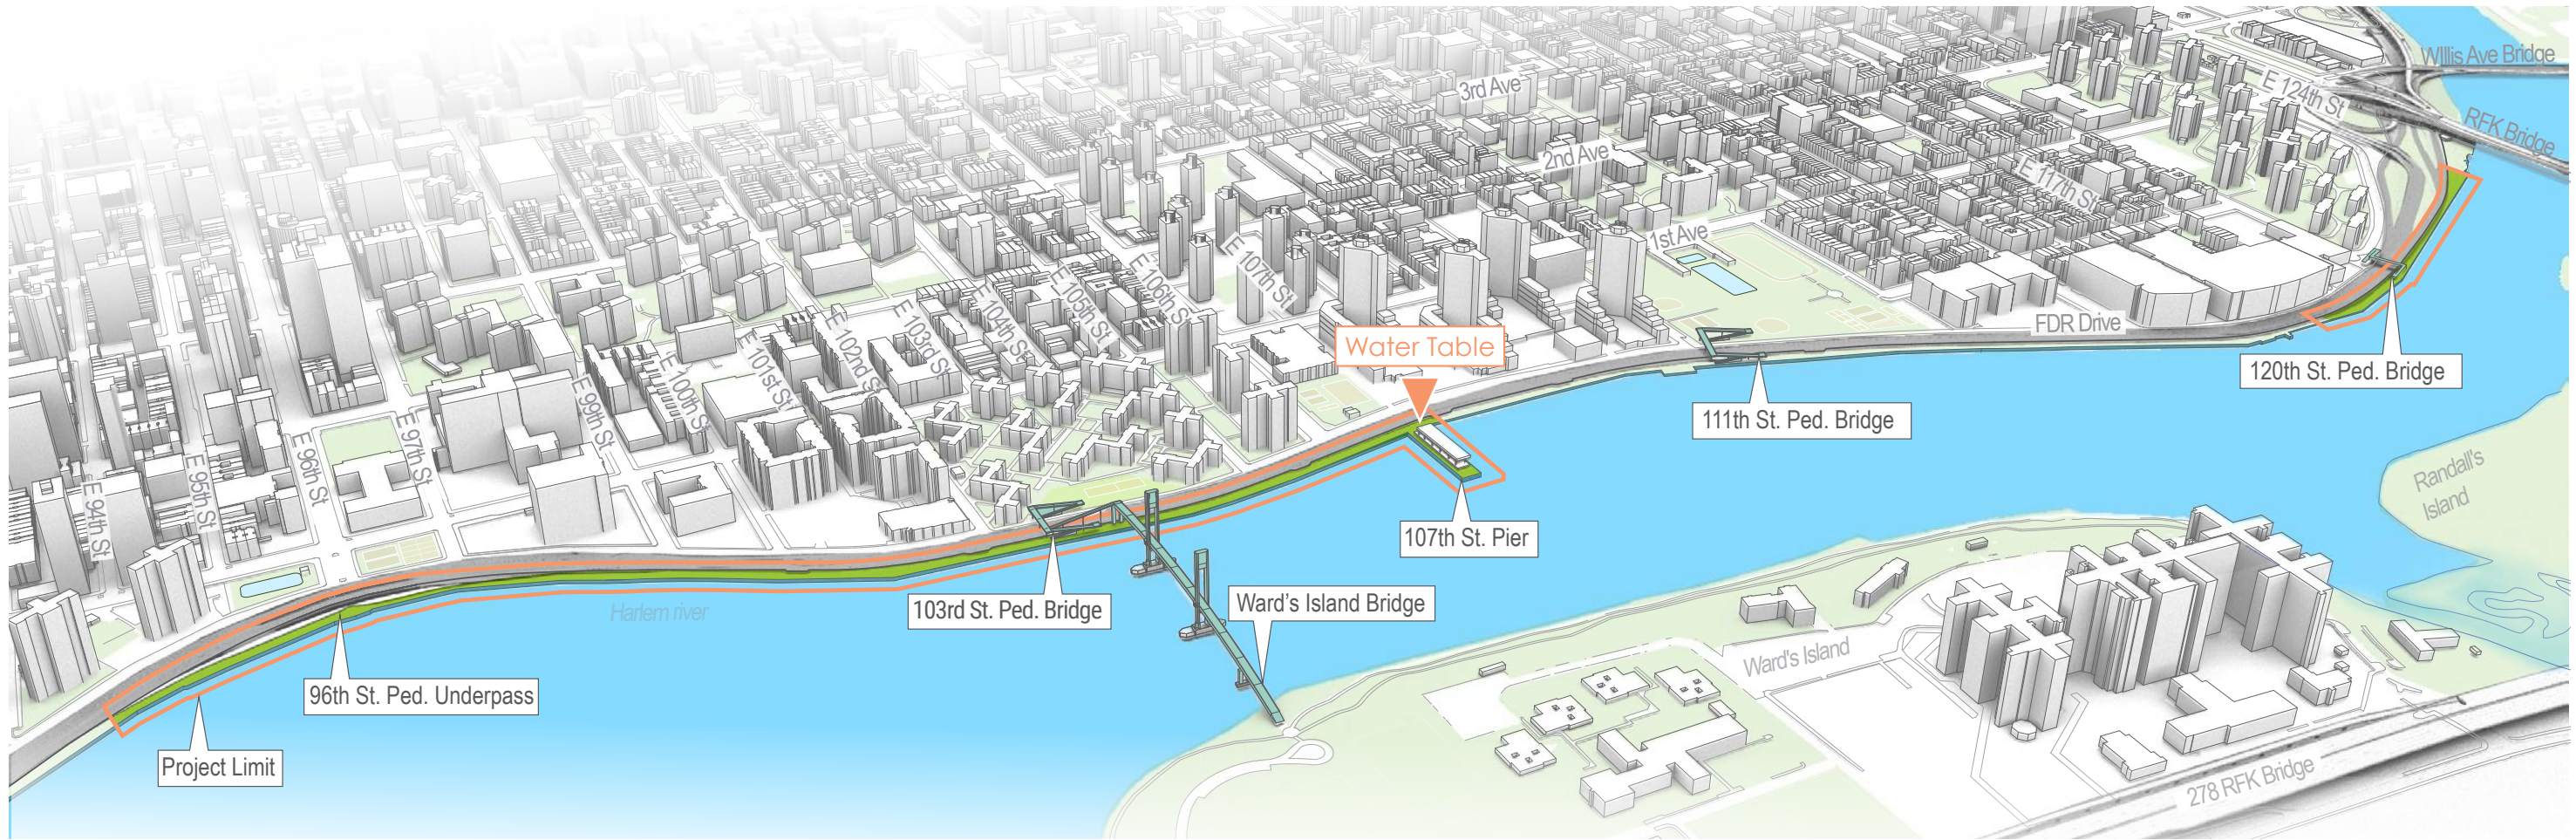 WIllis Ave Bridge
E 124th St
RFK Bridge
3rd Ave
2nd Ave
E 117th St
1st Ave
E 107th St
E 106th St
E 105th St
E 104th St
E 103rd St
E 102nd S
E 101st St
E 100th St
E 99th St
E 97th St
E 96th St
E 95th St
E 94th St
FDR Drive
Water Table
120th St. Ped. Bridge
111th St. Ped. Bridge
107th St. Pier
Randall's
Island
103rd St. Ped. Bridge
Ward's Island Bridge
Harlem river
Ward's Island
96th St. Ped. Underpass
Project Limit
278 RFK Bridge